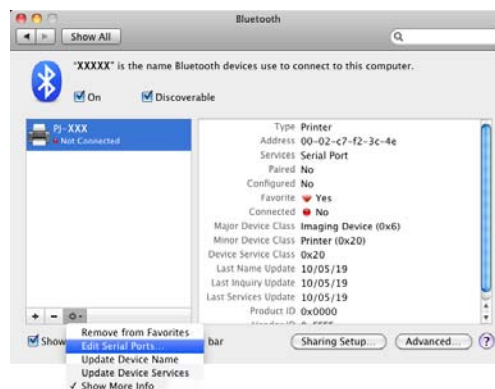 Bluetooth
Show All
"XXXXX" is the name Bluetooth devices use to connect to this computer.
On
Discoverable
PJ-XXX
Not Connected
Type Printer
Address 00-02-c7-f2-3c-4e
Services Serial Port
Paired No
Configured No
Favorite Yes
Connected No
Major Device Class Imaging Device (0x6)
Minor Device Class Printer (0x20)
Device Service Class 0x20
Last Name Update 10/05/19
Last Inquiry Update 10/05/19
Last Services Update 10/05/19
Product ID 0x0000
Show
bar
Sharing Setup...
Advanced...
?
Remove from Favorites
Edit Serial Ports...
Update Device Name
Update Device Services
✓ Show More Info